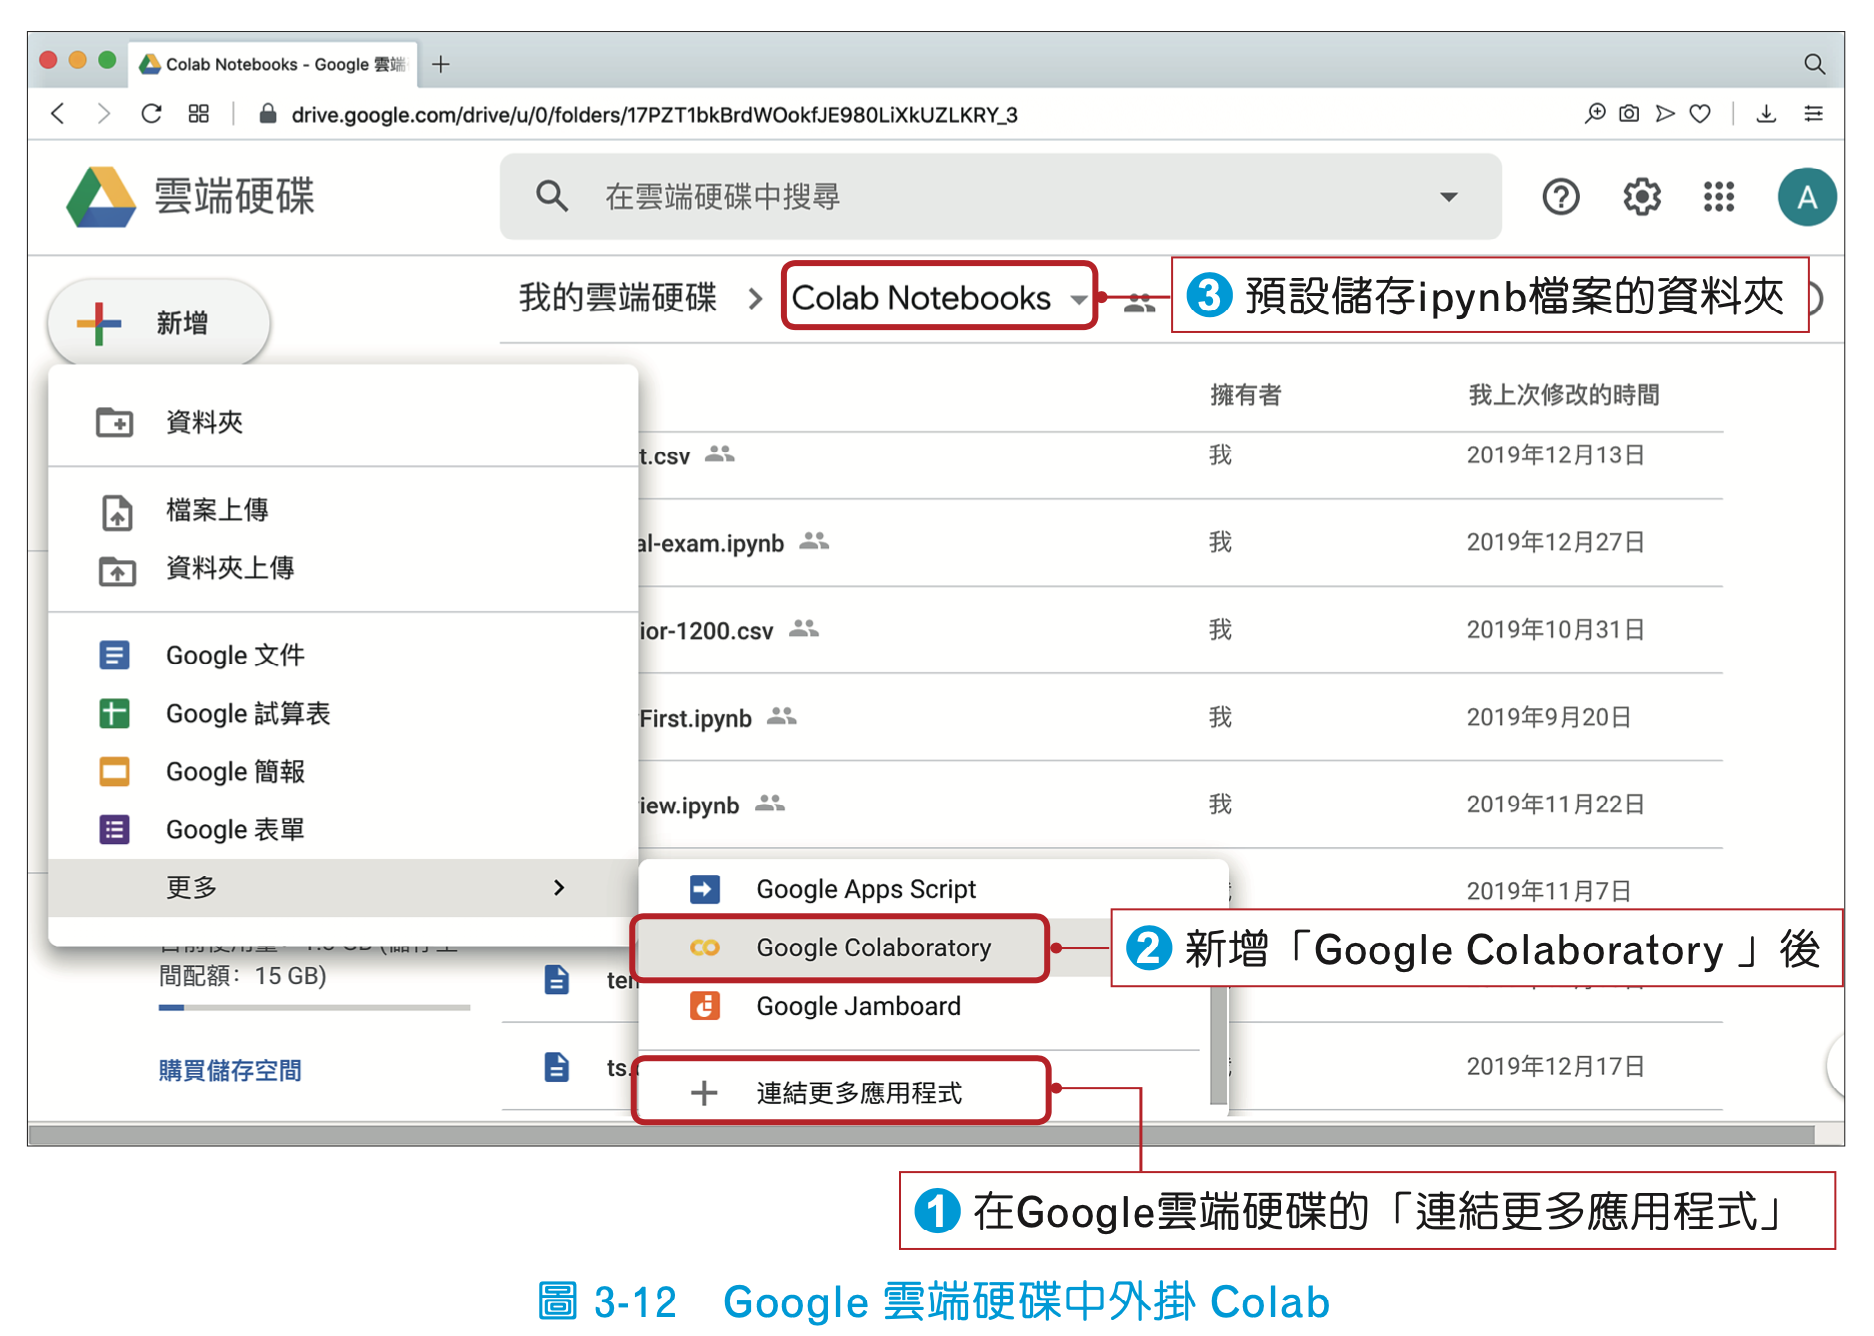 Colab Notebooks - Google 雲端
drive.google.com/drive/u/0/folders/17PZT1bkBrdWOokfJE980LiXkUZLKRY_3
雲端硬碟
在雲端硬碟中搜尋
A
新增
我的雲端硬碟 > Colab Notebooks
3 預設儲存ipynb檔案的資料夾
擁有者 我上次修改的時間
資料夾
t.csv 我 2019年12月13日
檔案上傳
al-exam.ipynb 我 2019年12月27日
資料夾上傳
ior-1200.csv 我 2019年10月31日
Google 文件
Google 試算表
First.ipynb 我 2019年9月20日
Google 簡報
iew.ipynb 我 2019年11月22日
Google 表單
更多
Google Apps Script
2019年11月7日
Google Colaboratory
2 新增「Google Colaboratory 」後
間配額：15 GB)
Google Jamboard
購買儲存空間
ts.
2019年12月17日
連結更多應用程式
1 在Google雲端硬碟的「連結更多應用程式」
圖 3-12 Google 雲端硬碟中外掛 Colab